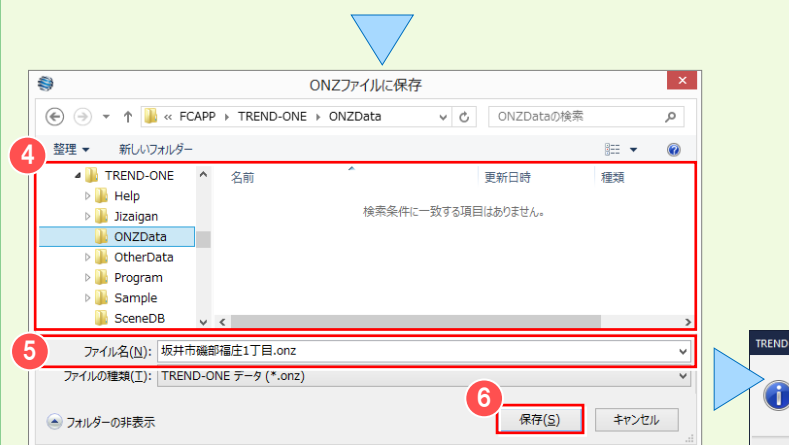 ONZファイルに保存
« FCAPP TREND-ONE ONZData
ONZDataの検索
整理 新しいフォルダー
4
TREND-ONE
Help
Jizaigan
ONZData
OtherData
Program
Sample
SceneDB
名前 更新日時 種類
検索条件に一致する項目はありません。
5
ファイル名(N): 坂井市磯部福庄1丁目.onz
ファイルの種類(T): TREND-ONE データ (*.onz)
6
フォルダーの非表示
保存(S) キャンセル
TREND